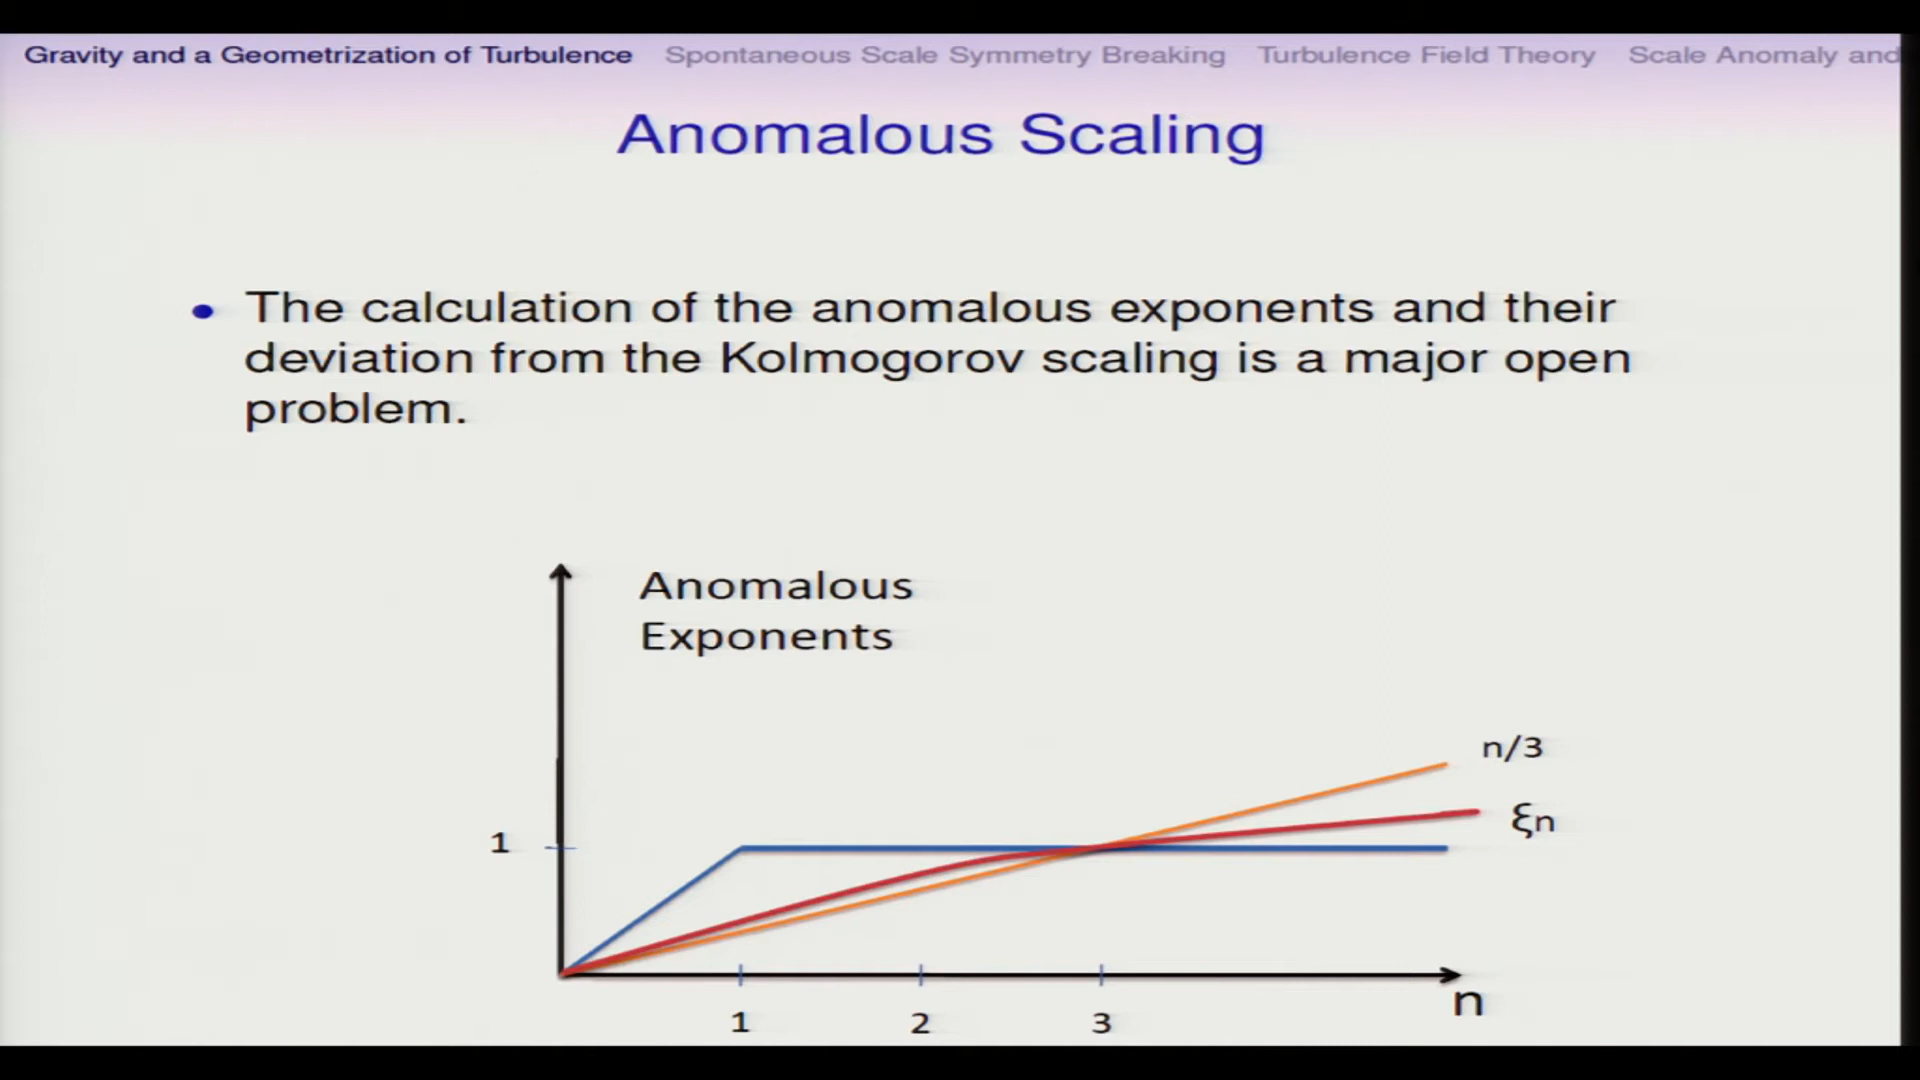 Gravity and a Geometrization of Turbulence Spontaneous Scale Symmetry Breaking Turbulence Field Theory Scale Anomaly and
Anomalous Scaling
• The calculation of the anomalous exponents and their
deviation from the Kolmogorov scaling is a major open
problem.
Anomalous
Exponents
n/3
ξn
1
n
1 2 3